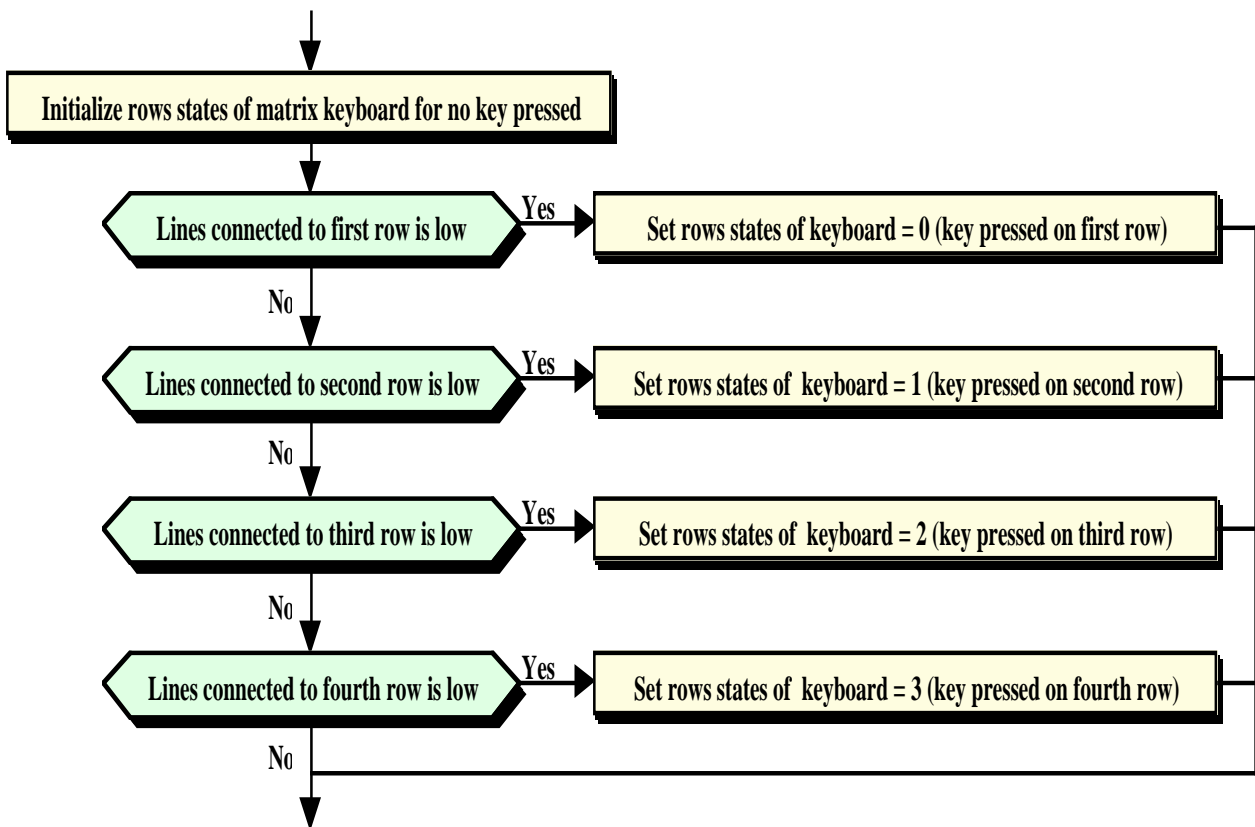 Initialize rows states of matrix keyboard for no key pressed
Lines connected to first row is low
Yes
Set rows states of keyboard = 0 (key pressed on first row)
No
Lines connected to second row is low
Yes
Set rows states of keyboard = 1 (key pressed on second row)
No
Lines connected to third row is low
Yes
Set rows states of keyboard = 2 (key pressed on third row)
No
Lines connected to fourth row is low
Yes
Set rows states of keyboard = 3 (key pressed on fourth row)
No